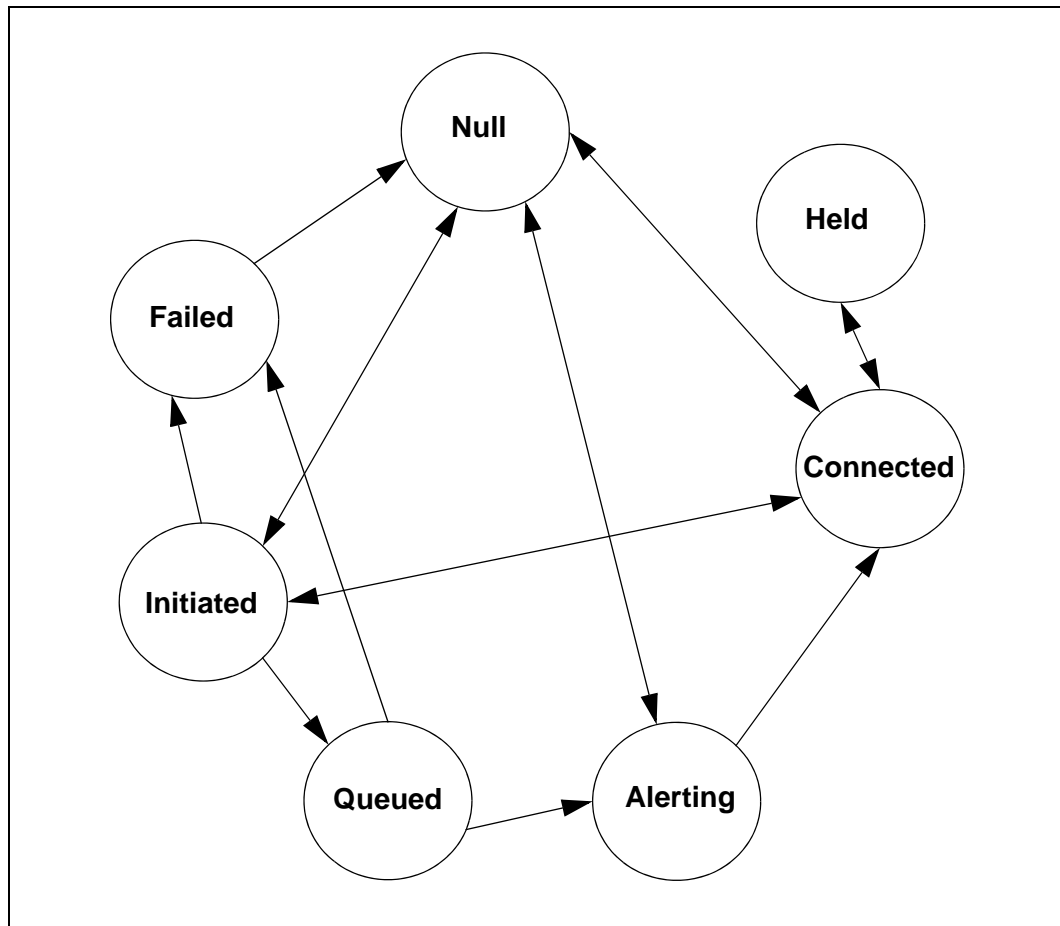 Null
Held
Failed
Connected
Initiated
Queued
Alerting